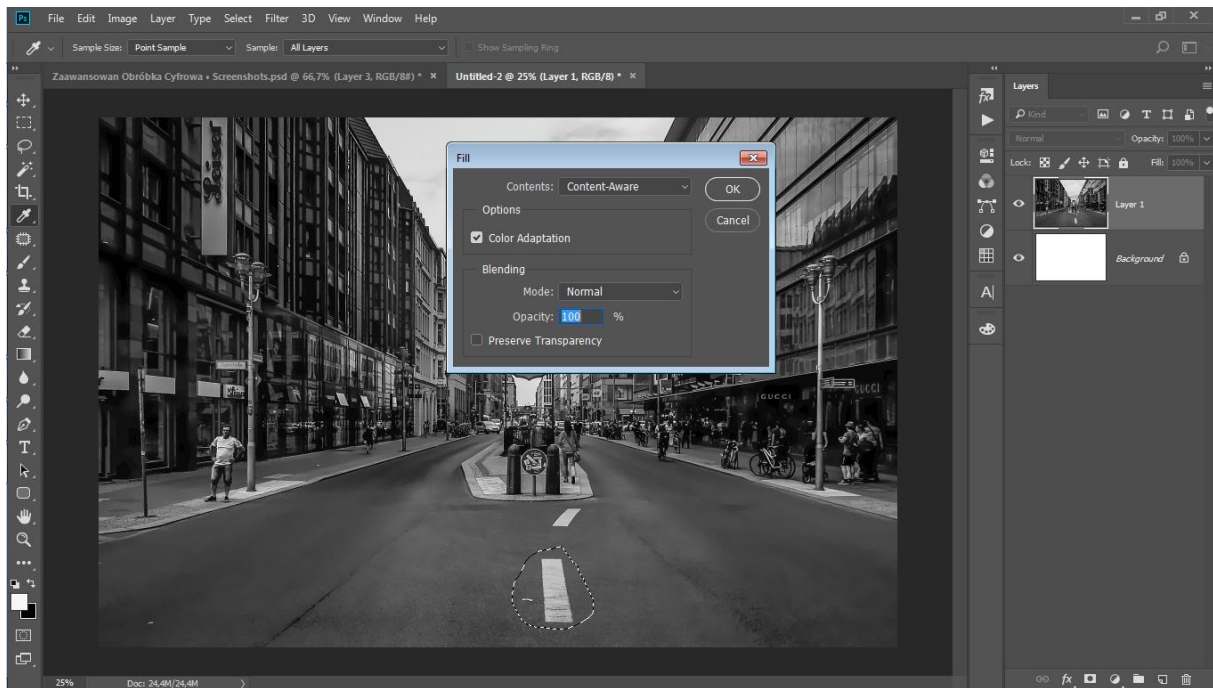 Ps File Edit Image Layer Type Select Filter 3D View Window Help
Sample Size: Point Sample Sample: All Layers Show Sampling Ring
Zaawansowan Obróbka Cyfrowa • Screenshots.psd @ 66,7% (Layer 3, RGB/8#) * × Untitled-2 @ 25% (Layer 1, RGB/8) * ×
Layers
Kind
Normal Opacity: 100%
Lock: Fill: 100%
Layer 1
Background
Fill
Contents: Content-Aware OK
Options Cancel
Color Adaptation
Blending
Mode: Normal
Opacity: 100 %
Preserve Transparency
GUCCI
GUCCI
25% Doc: 24,4M/24,4M